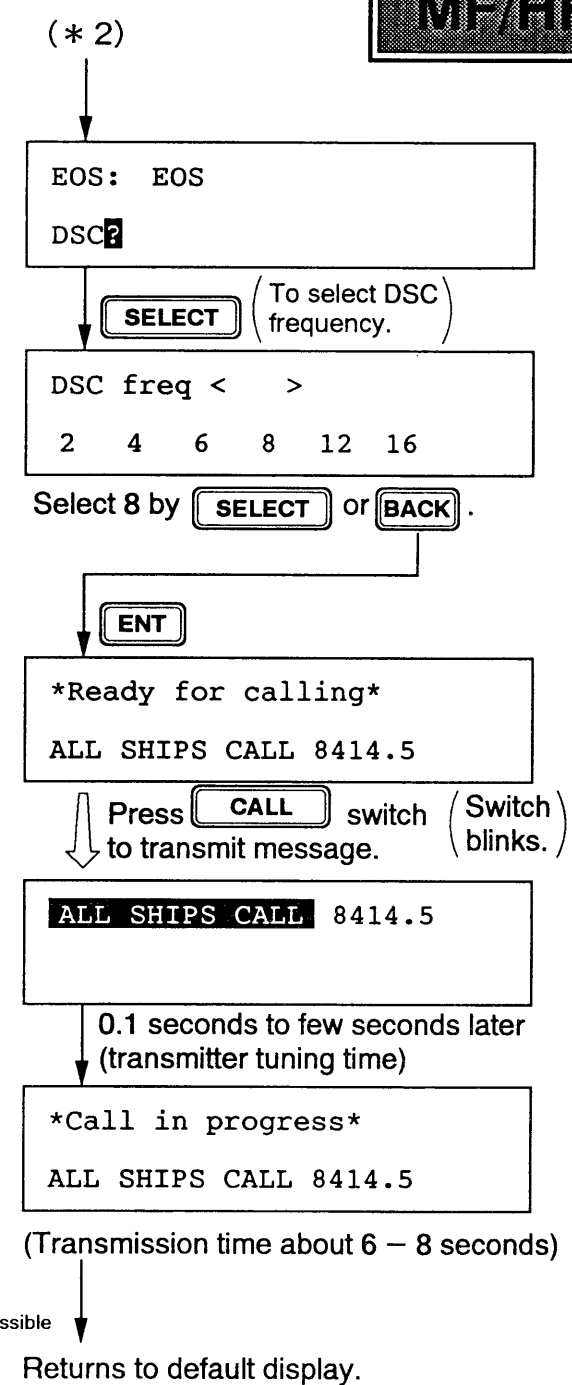 MF/HF
(* 2)
EOS: EOS
DSC?
SELECT (To select DSC frequency.)
DSC freq < >
2 4 6 8 12 16
Select 8 by SELECT or BACK .
ENT
*Ready for calling*
ALL SHIPS CALL 8414.5
Press CALL switch (Switch blinks.)
to transmit message.
ALL SHIPS CALL 8414.5
0.1 seconds to few seconds later
(transmitter tuning time)
*Call in progress*
ALL SHIPS CALL 8414.5
(Transmission time about 6 – 8 seconds)
ssible
Returns to default display.